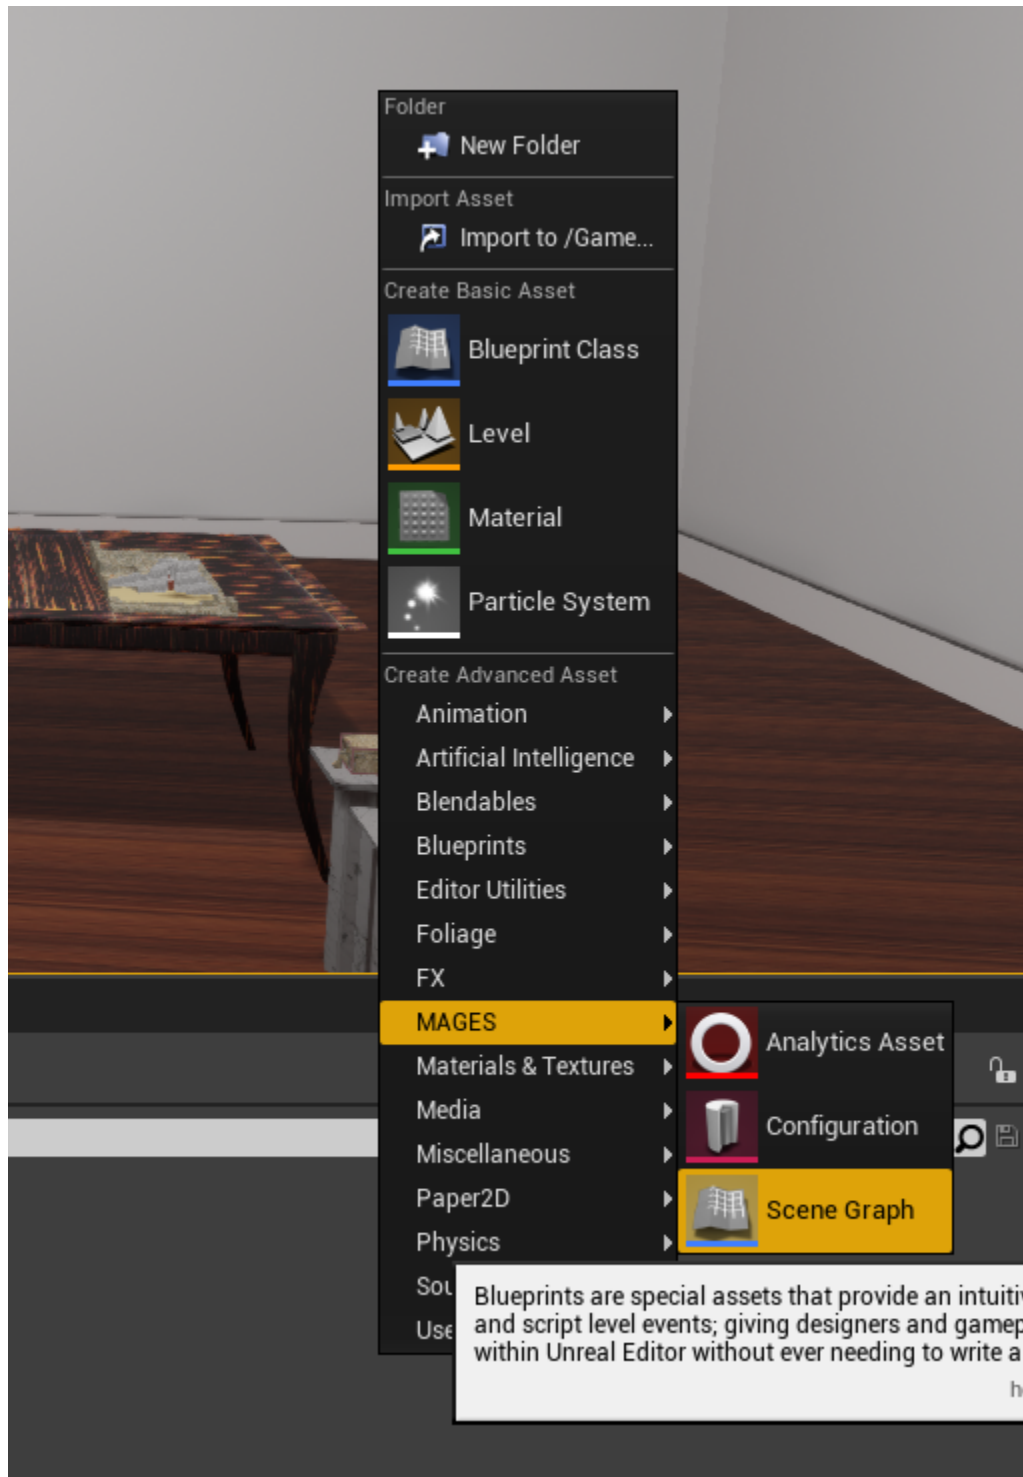 Folder
New Folder
Import Asset
Import to /Game...
Create Basic Asset
Blueprint Class
Level
Material
Particle System
Create Advanced Asset
Animation
Artificial Intelligence
Blendables
Blueprints
Editor Utilities
Foliage
FX
MAGES
Materials & Textures
Media
Miscellaneous
Paper2D
Physics
Analytics Asset
Configuration
Scene Graph
Blueprints are special assets that provide an
and script level events; giving designers and
within Unreal Editor without ever needing to write a